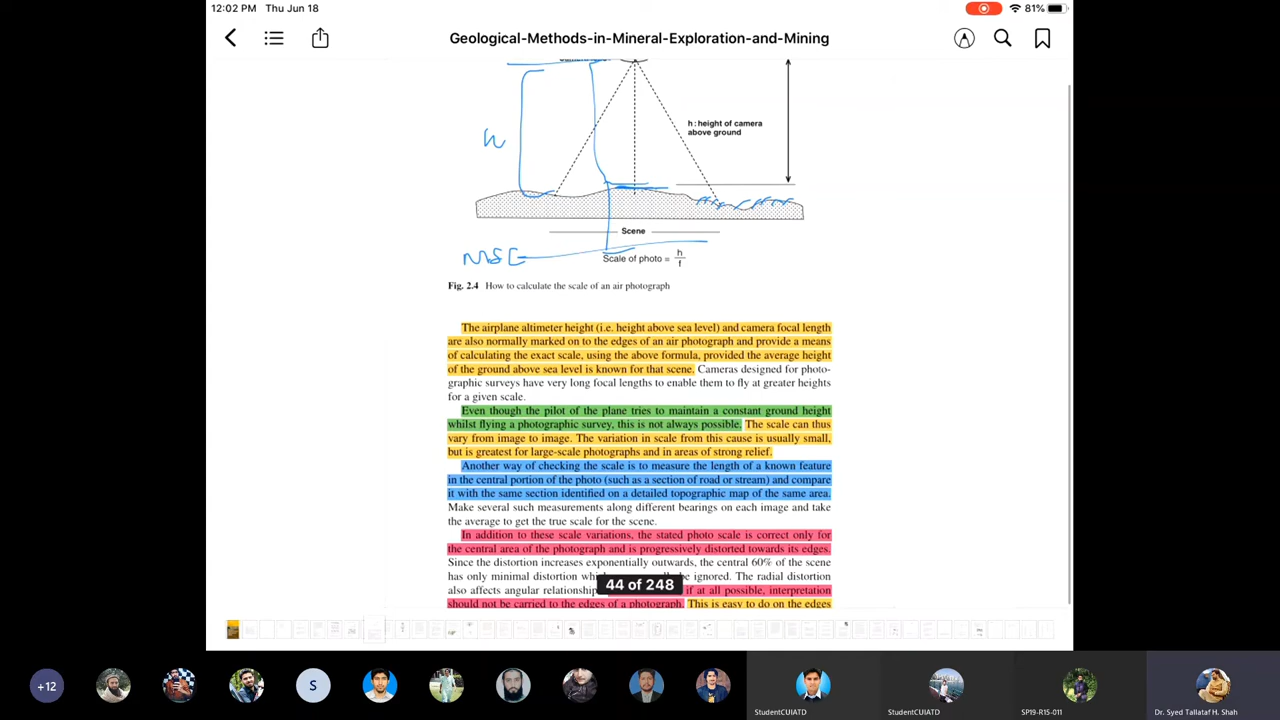 12:02 PM Thu Jun 18
81%
Geological-Methods-in-Mineral-Exploration-and-Mining
h : height of camera
above ground
h
Scene
MSL
Scale of photo = h
f
Fig. 2.4 How to calculate the scale of an air photograph
The airplane altimeter height (i.e. height above sea level) and camera focal length
are also normally marked on to the edges of an air photograph and provide a means
of calculating the exact scale, using the above formula, provided the average height
of the ground above sea level is known for that scene. Cameras designed for photo-
graphic surveys have very long focal lengths to enable them to fly at greater heights
for a given scale.
Even though the pilot of the plane tries to maintain a constant ground height
whilst flying a photographic survey, this is not always possible. The scale can thus
vary from image to image. The variation in scale from this cause is usually small,
but is greatest for large-scale photographs and in areas of strong relief.
Another way of checking the scale is to measure the length of a known feature
in the central portion of the photo (such as a section of road or stream) and compare
it with the same section identified on a detailed topographic map of the same area.
Make several such measurements along different bearings on each image and take
the average to get the true scale for the scene.
In addition to these scale variations, the stated photo scale is correct only for
the central area of the photograph and is progressively distorted towards its edges.
Since the distortion increases exponentially outwards, the central 60% of the scene
has only minimal distortion be ignored. The radial distortion
44 of 248
also affects angular if at all possible, interpretation
should not be carried to the edges of a photograph. This is easy to do on the edges
+12
S
StudentCUIATD
StudentCUIATD
SP19-R15-011
Dr. Syed Tallataf H. Shah